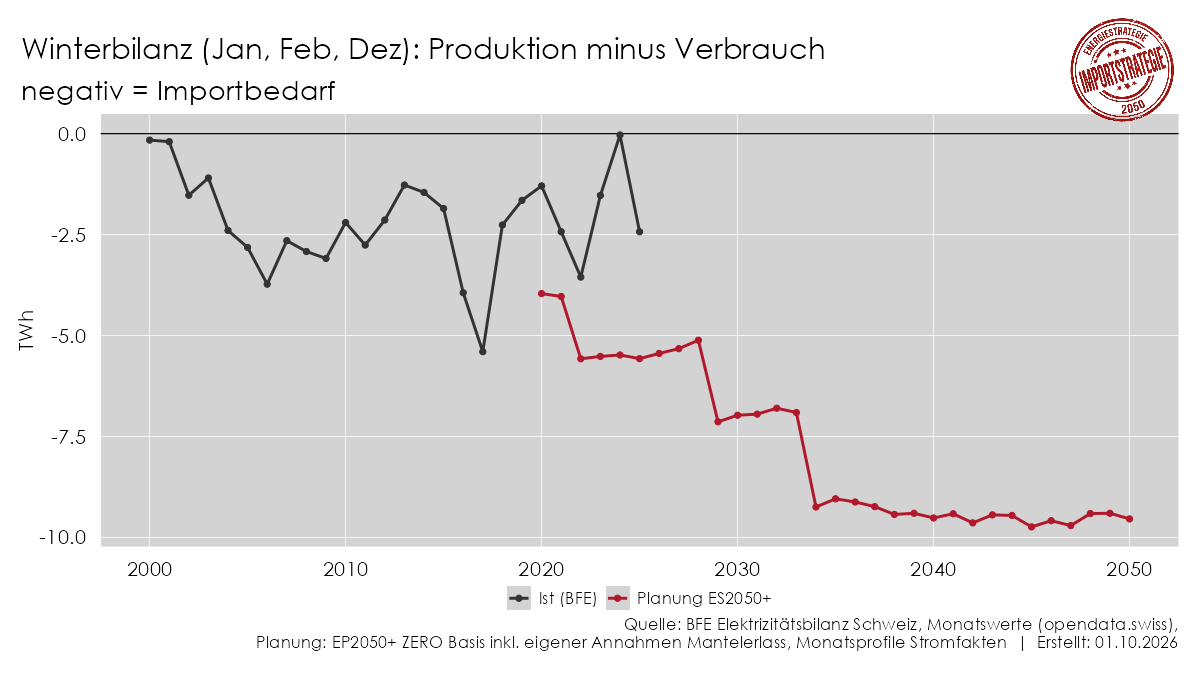 Winterbilanz (Jan, Feb, Dez): Produktion minus Verbrauch
negativ = Importbedarf
ENERGIESTRATEGIE
IMPORTSTRATEGIE
2050
TWh
0.0
-2.5
-5.0
-7.5
-10.0
2000 2010 2020 2030 2040 2050
Ist (BFE) Planung ES2050+
Quelle: BFE Elektrizitätsbilanz Schweiz, Monatswerte (opendata.swiss),
Planung: EP2050+ ZERO Basis inkl. eigener Annahmen Mantelerlass, Monatsprofile Stromfakten | Erstellt: 01.10.2026